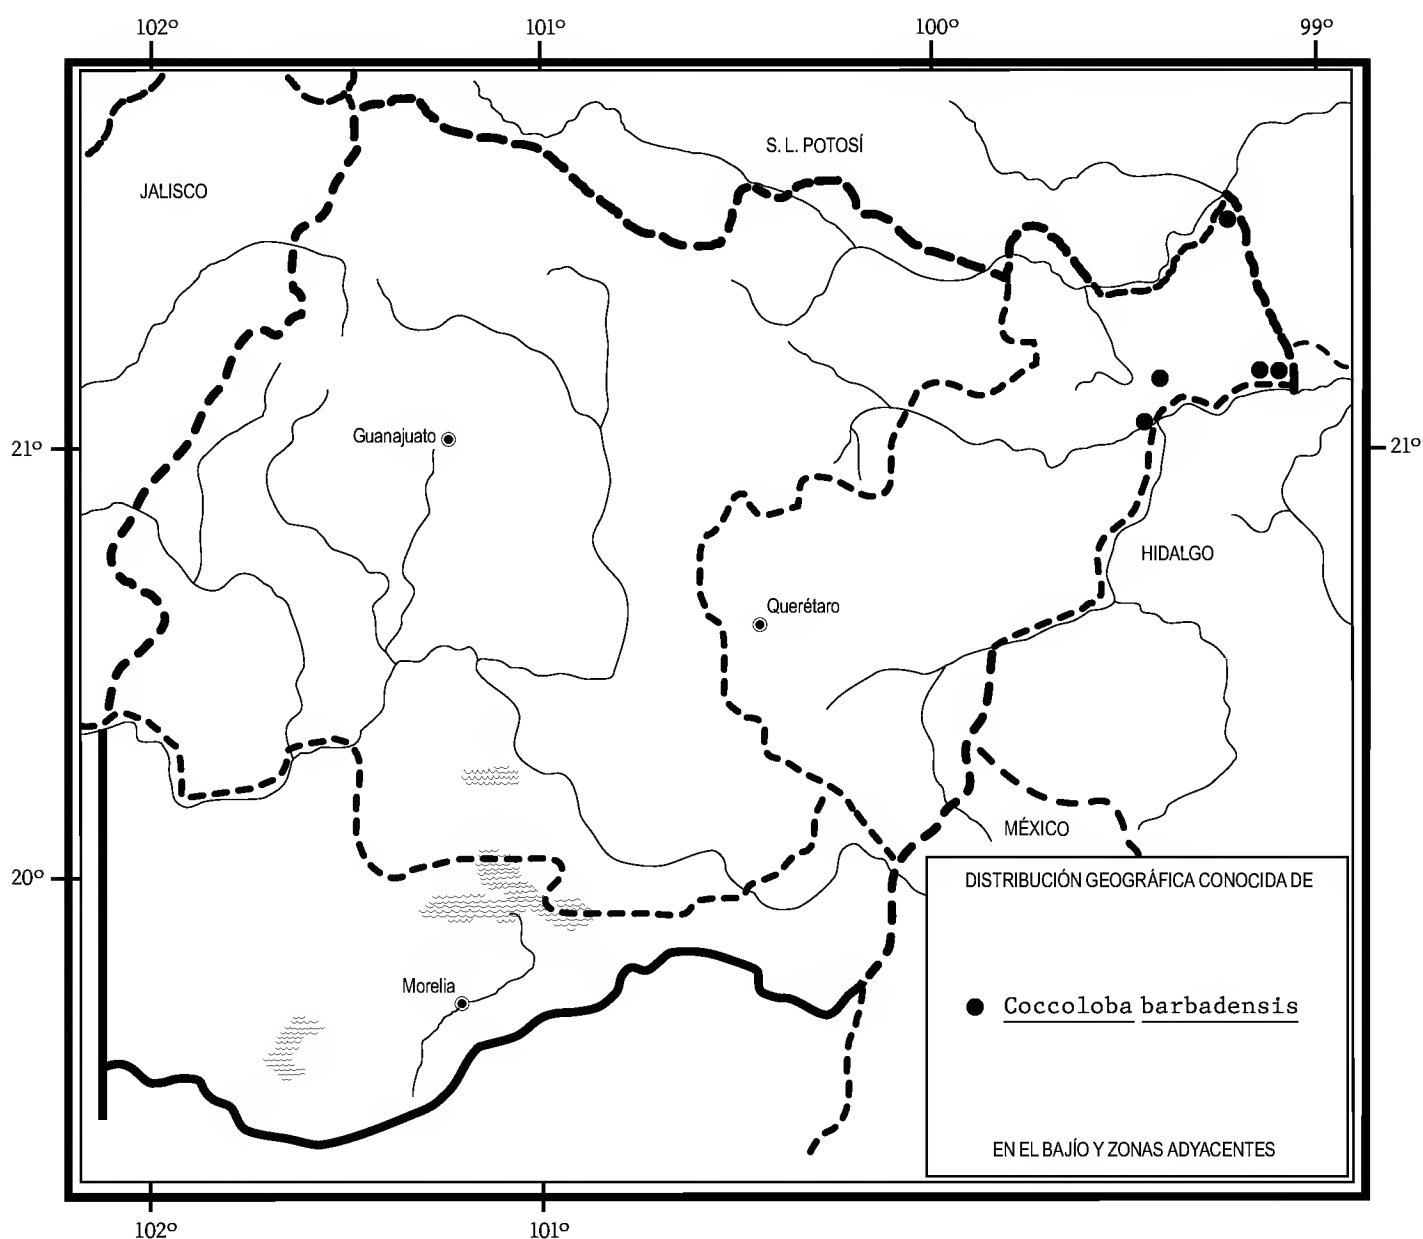 102º 101º 100º 99º
S. L. POTOSÍ
JALISCO
Guanajuato
21º 21º
HIDALGO
Querétaro
MÉXICO
20º
DISTRIBUCIÓN GEOGRÁFICA CONOCIDA DE
Morelia
Coccoloba barbadensis
EN EL BAJÍO Y ZONAS ADYACENTES
102º 101º